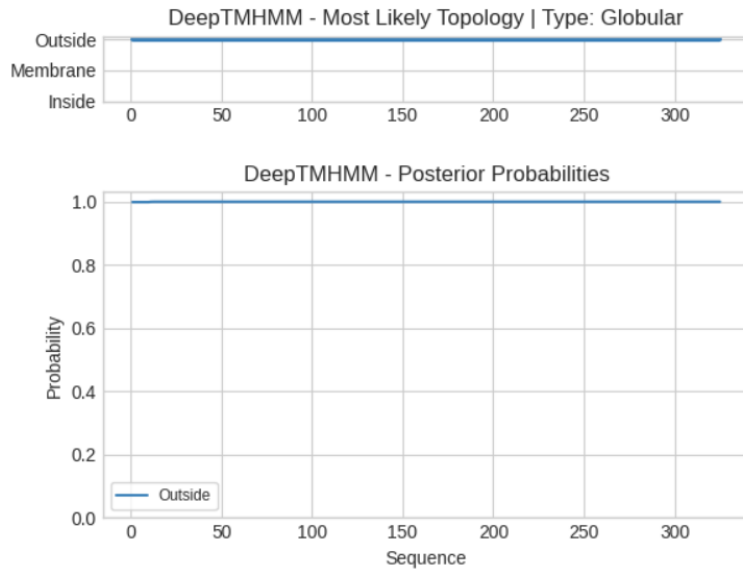 DeepTMHMM - Most Likely Topology | Type: Globular
Outside
Membrane
Inside
0 50 100 150 200 250 300
DeepTMHMM - Posterior Probabilities
1.0
0.8
0.6
0.4
0.2
0.0
Probability
Outside
0 50 100 150 200 250 300
Sequence